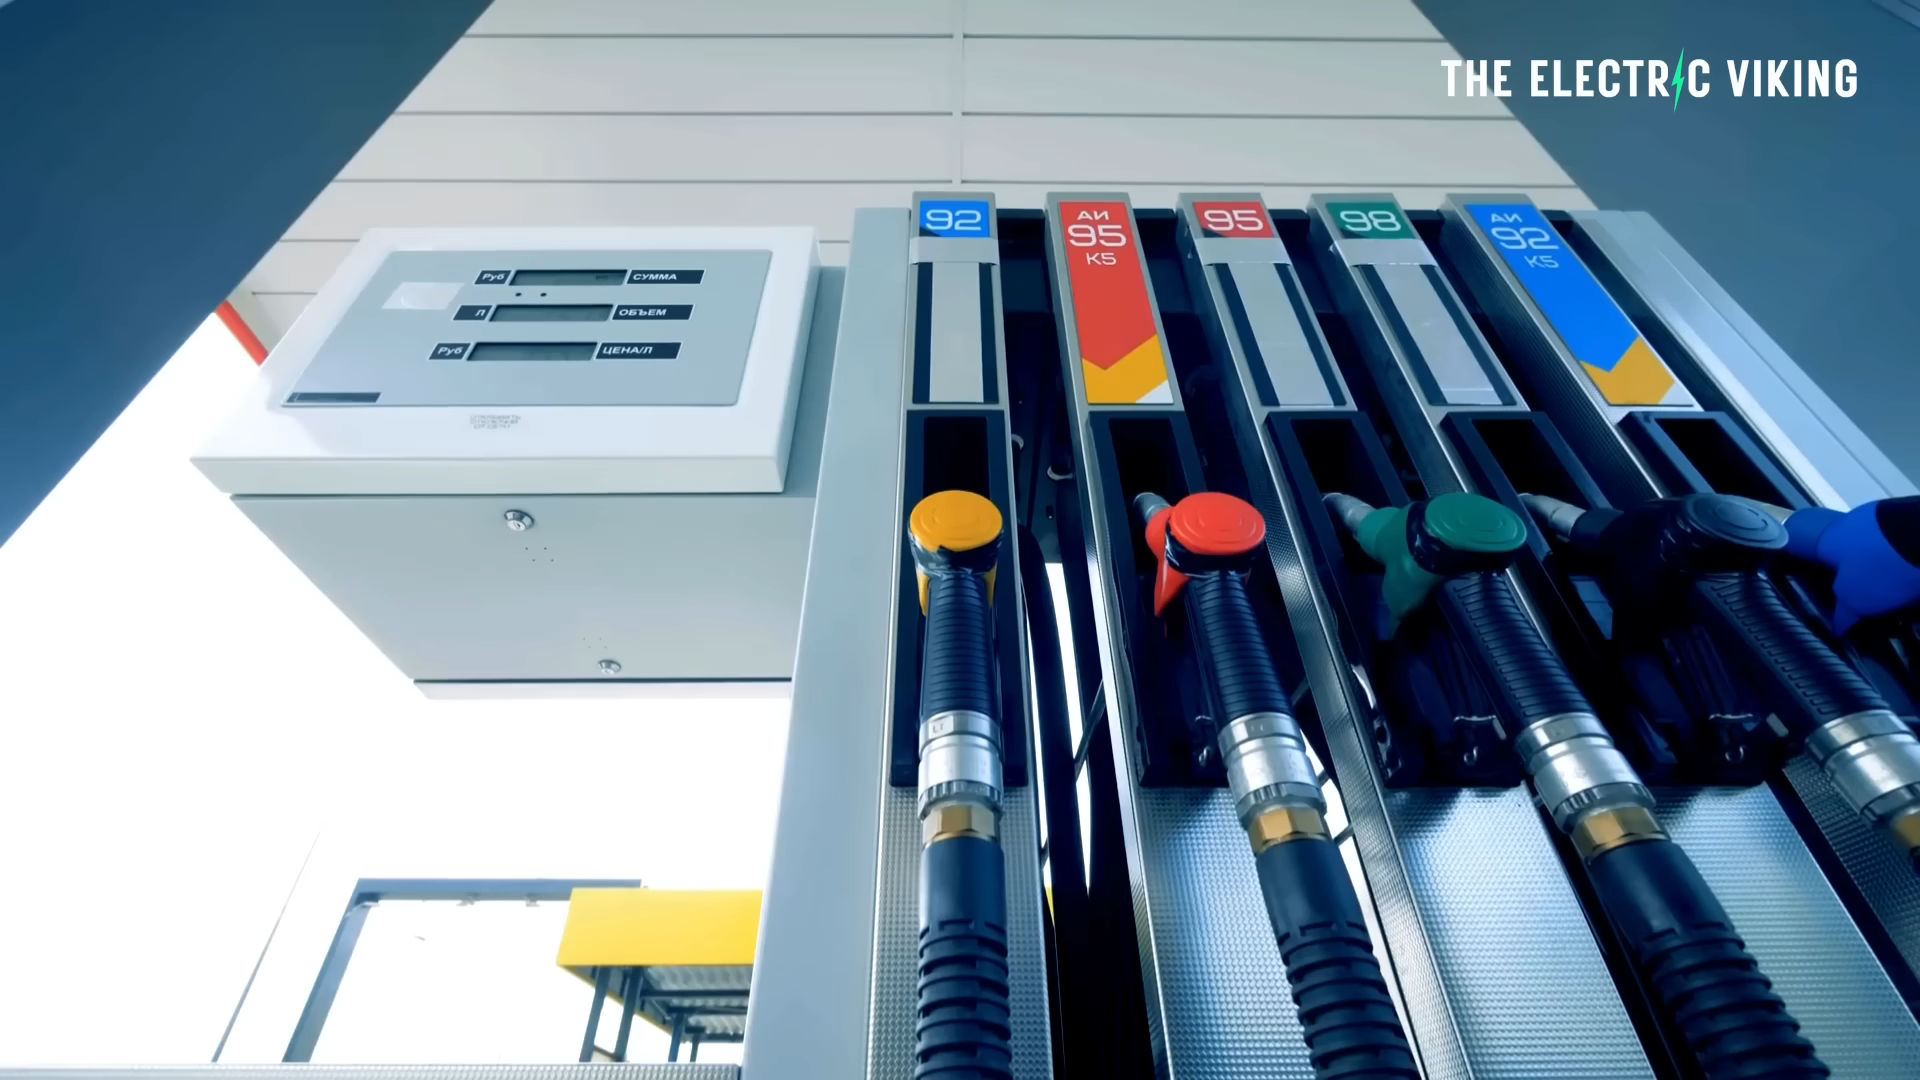 THE ELECTRIC VIKING
92
АИ
95
К5
95
98
АИ
92
К5
Руб СУММА
Л ОБЪЕМ
Руб ЦЕНА/Л